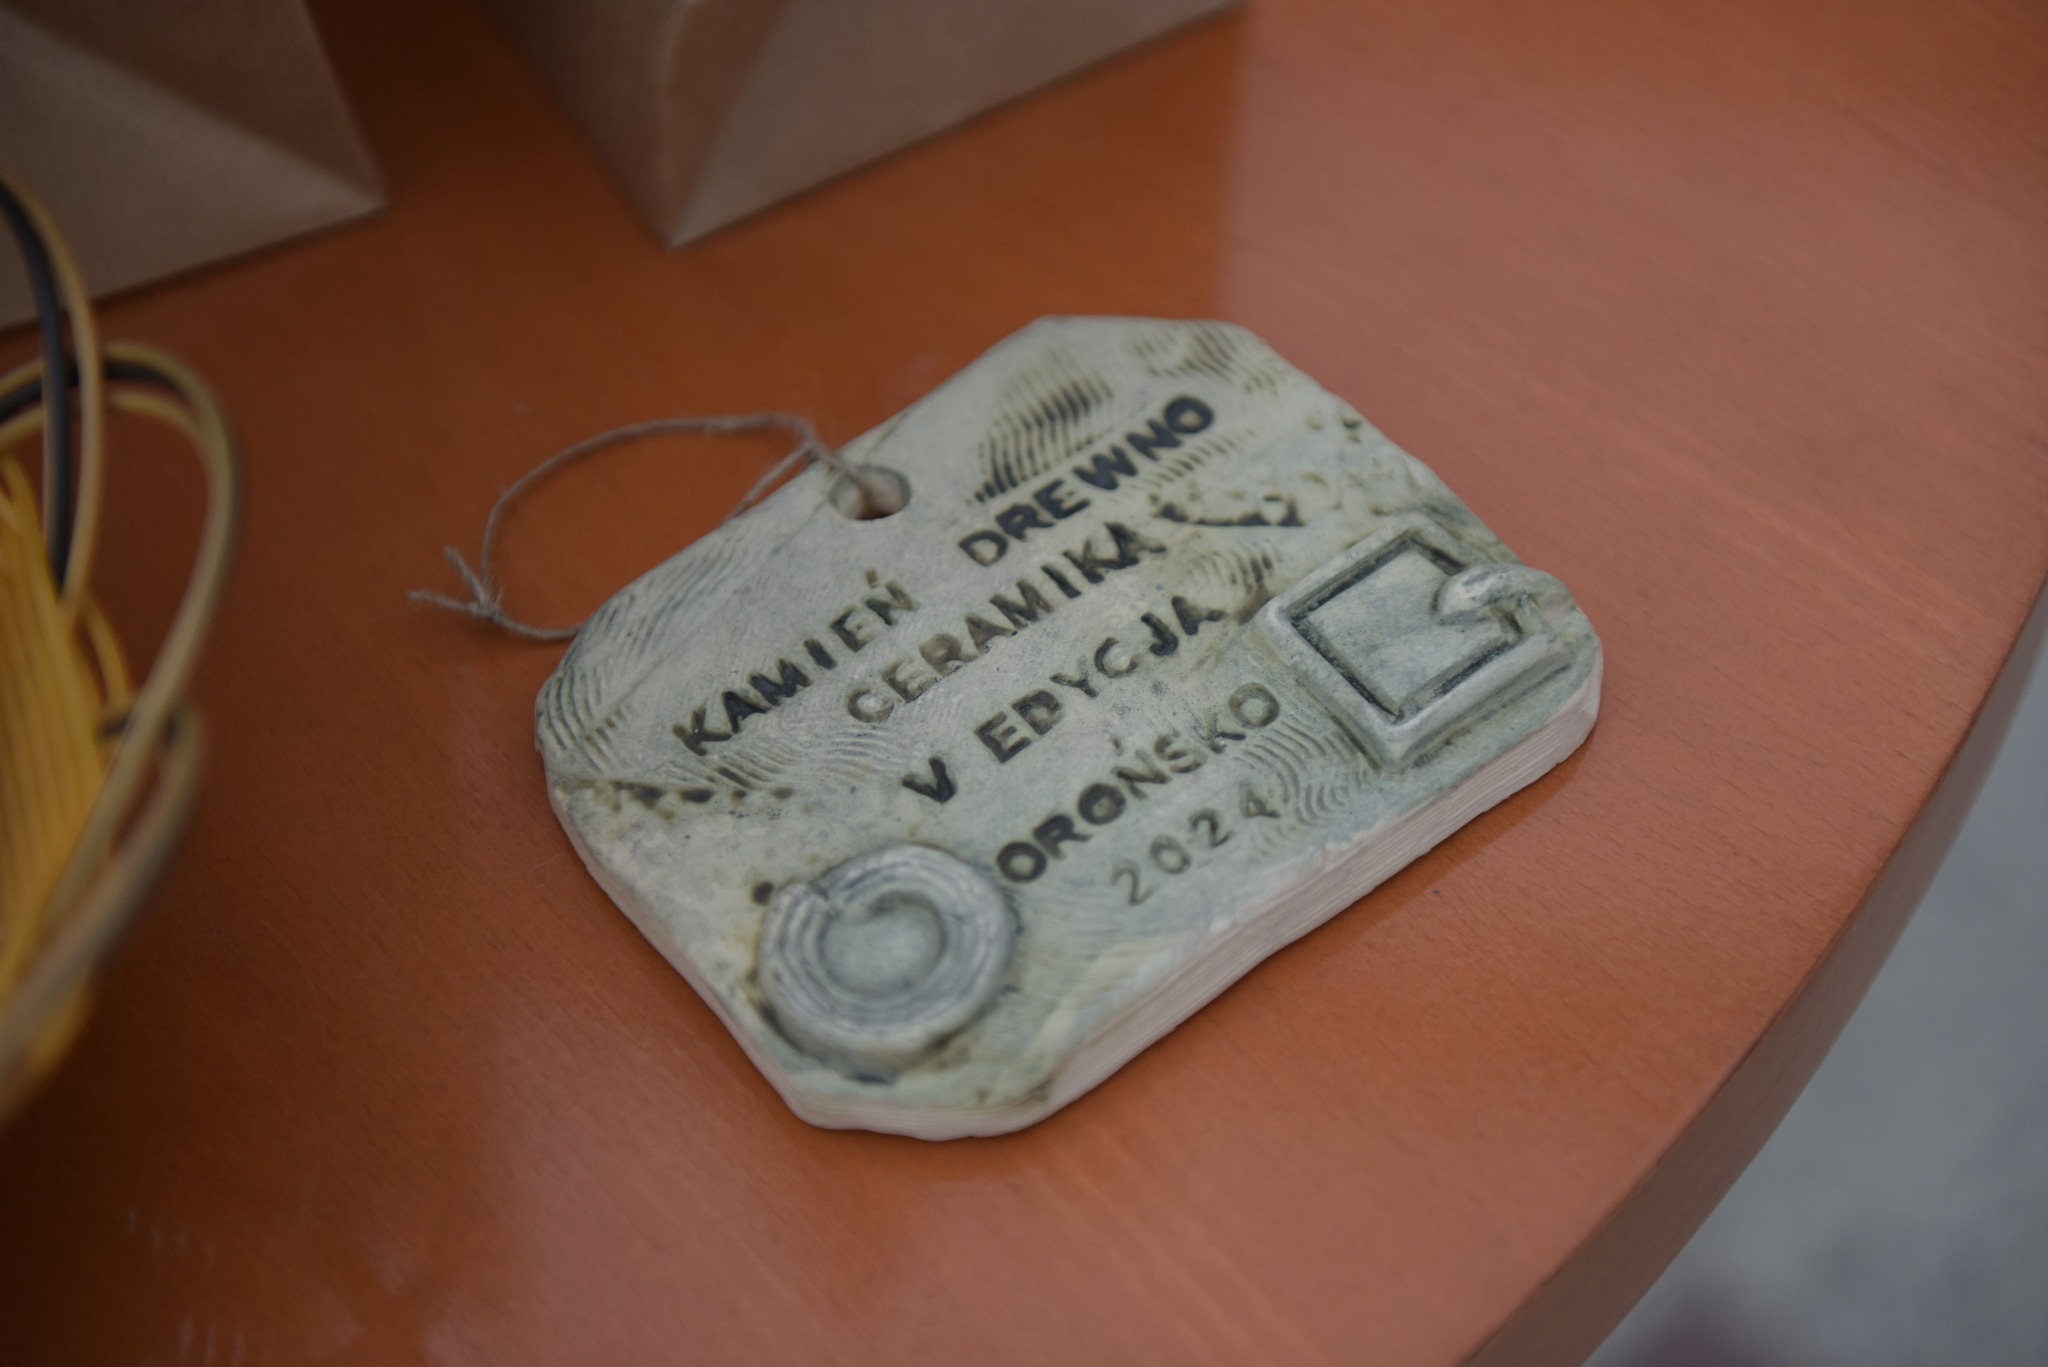 KAMIEŃ DREWNO
CERAMIKA
V EDYCJA
OROŃSKO
2024